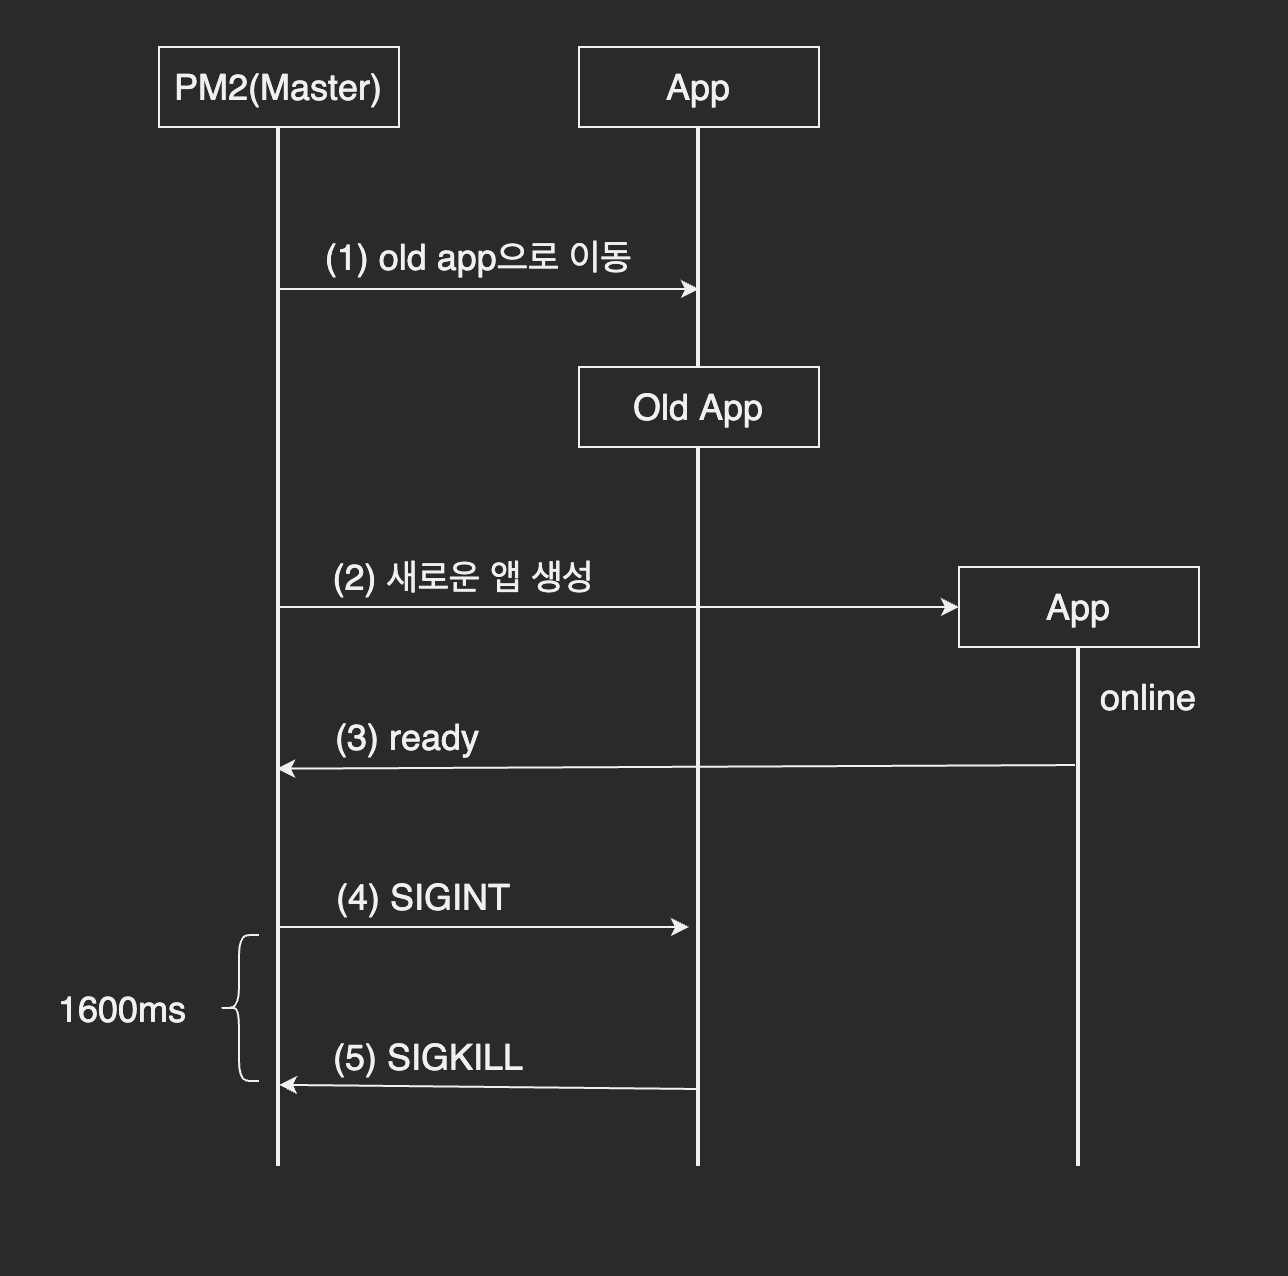 PM2(Master)
App
(1) old app으로 이동
Old App
(2) 새로운 앱 생성
App
online
(3) ready
(4) SIGINT
1600ms
(5) SIGKILL